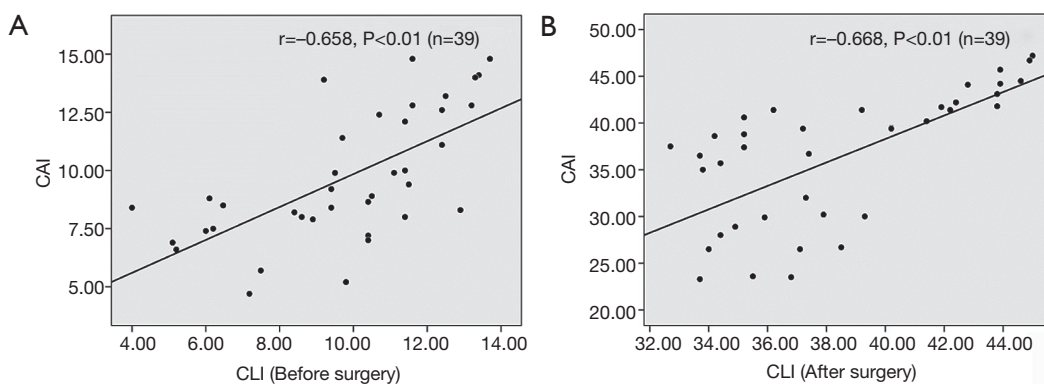 A
r=–0.658, P<0.01 (n=39)
CAI
15.00
12.50
10.00
7.50
5.00
4.00 6.00 8.00 10.00 12.00 14.00
CLI (Before surgery)
B
r=–0.668, P<0.01 (n=39)
CAI
50.00
45.00
40.00
35.00
30.00
25.00
20.00
32.00 34.00 36.00 38.00 40.00 42.00 44.00
CLI (After surgery)